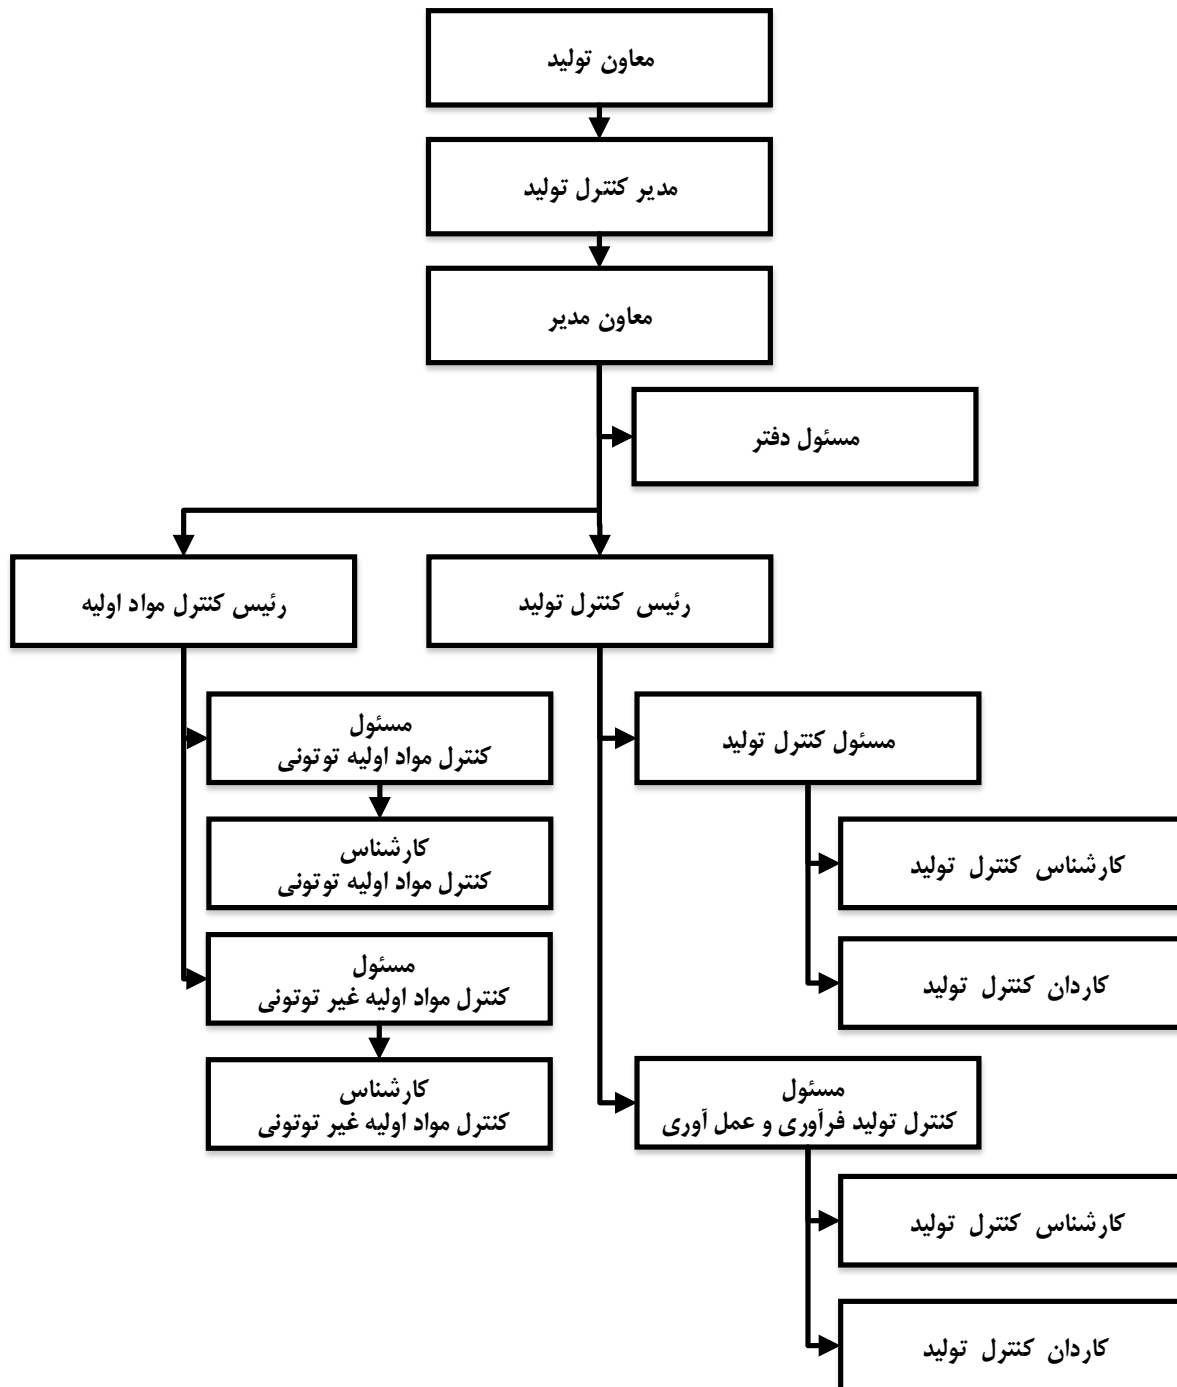 معاون تولید
مدیر کنترل تولید
معاون مدیر
مسئول دفتر
رئیس کنترل تولید
رئیس کنترل مواد اولیه
مسئول کنترل تولید
کارشناس کنترل تولید
کاردان کنترل تولید
مسئول
کنترل تولید فرآوری و عمل آوری
کارشناس کنترل تولید
کاردان کنترل تولید
مسئول
کنترل مواد اولیه توتونی
کارشناس
کنترل مواد اولیه توتونی
مسئول
کنترل مواد اولیه غیر توتونی
کارشناس
کنترل مواد اولیه غیر توتونی